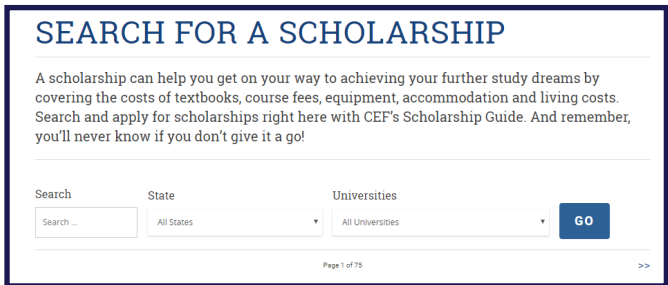 SEARCH FOR A SCHOLARSHIP
A scholarship can help you get on your way to achieving your further study dreams by
covering the costs of textbooks, course fees, equipment, accommodation and living costs.
Search and apply for scholarships right here with CEF's Scholarship Guide. And remember,
you'll never know if you don't give it a go!
Search State Universities
Search ... All States All Universities GO
Page 1 of 75 >>